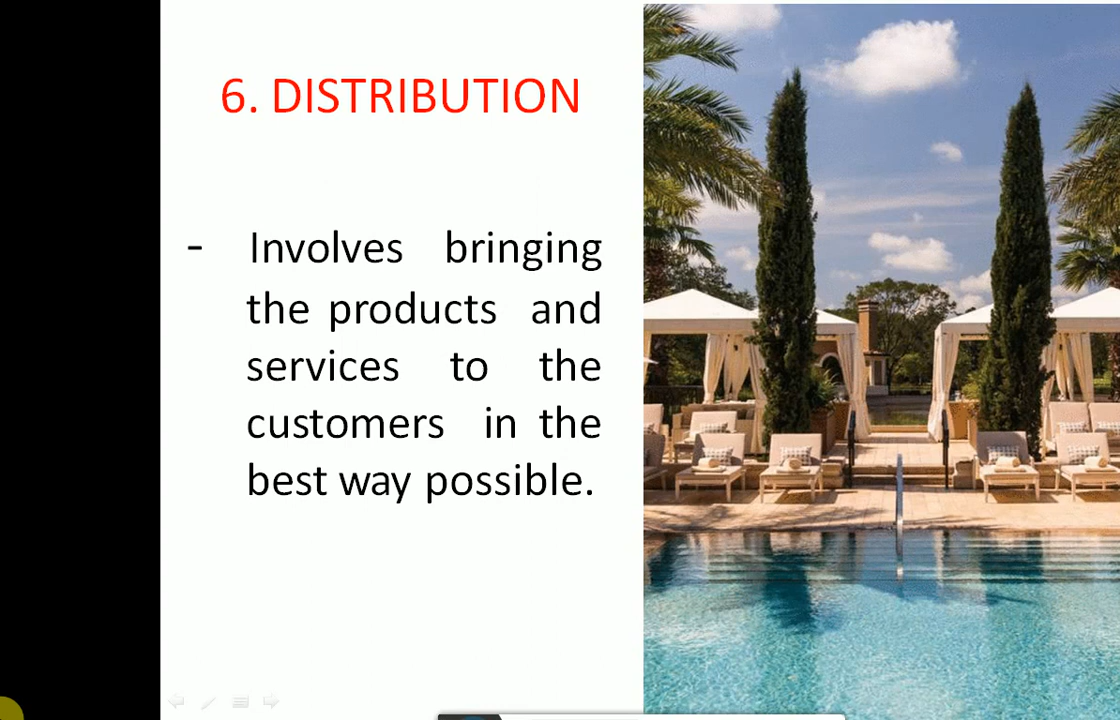 6. DISTRIBUTION
- Involves bringing
the products and
services to the
customers in the
best way possible.